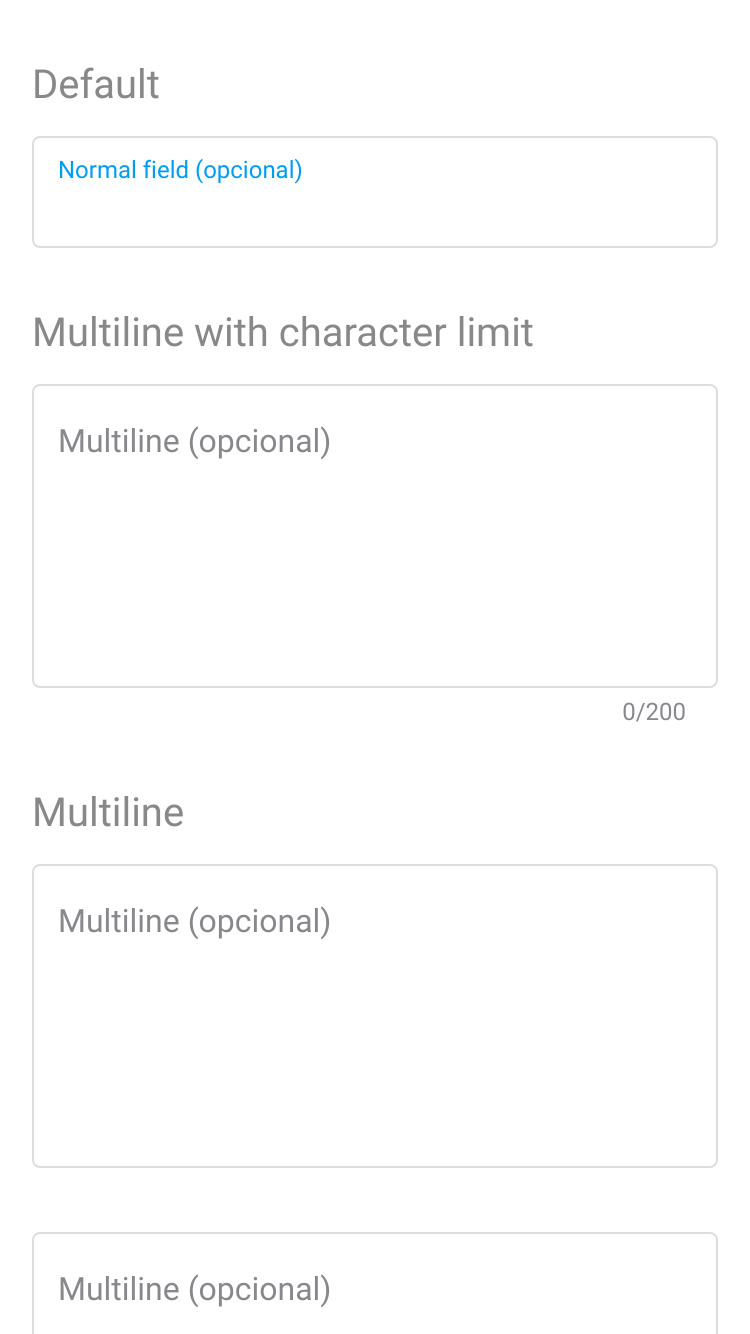 Default
Normal field (opcional)
Multiline with character limit
Multiline (opcional)
0/200
Multiline
Multiline (opcional)
Multiline (opcional)